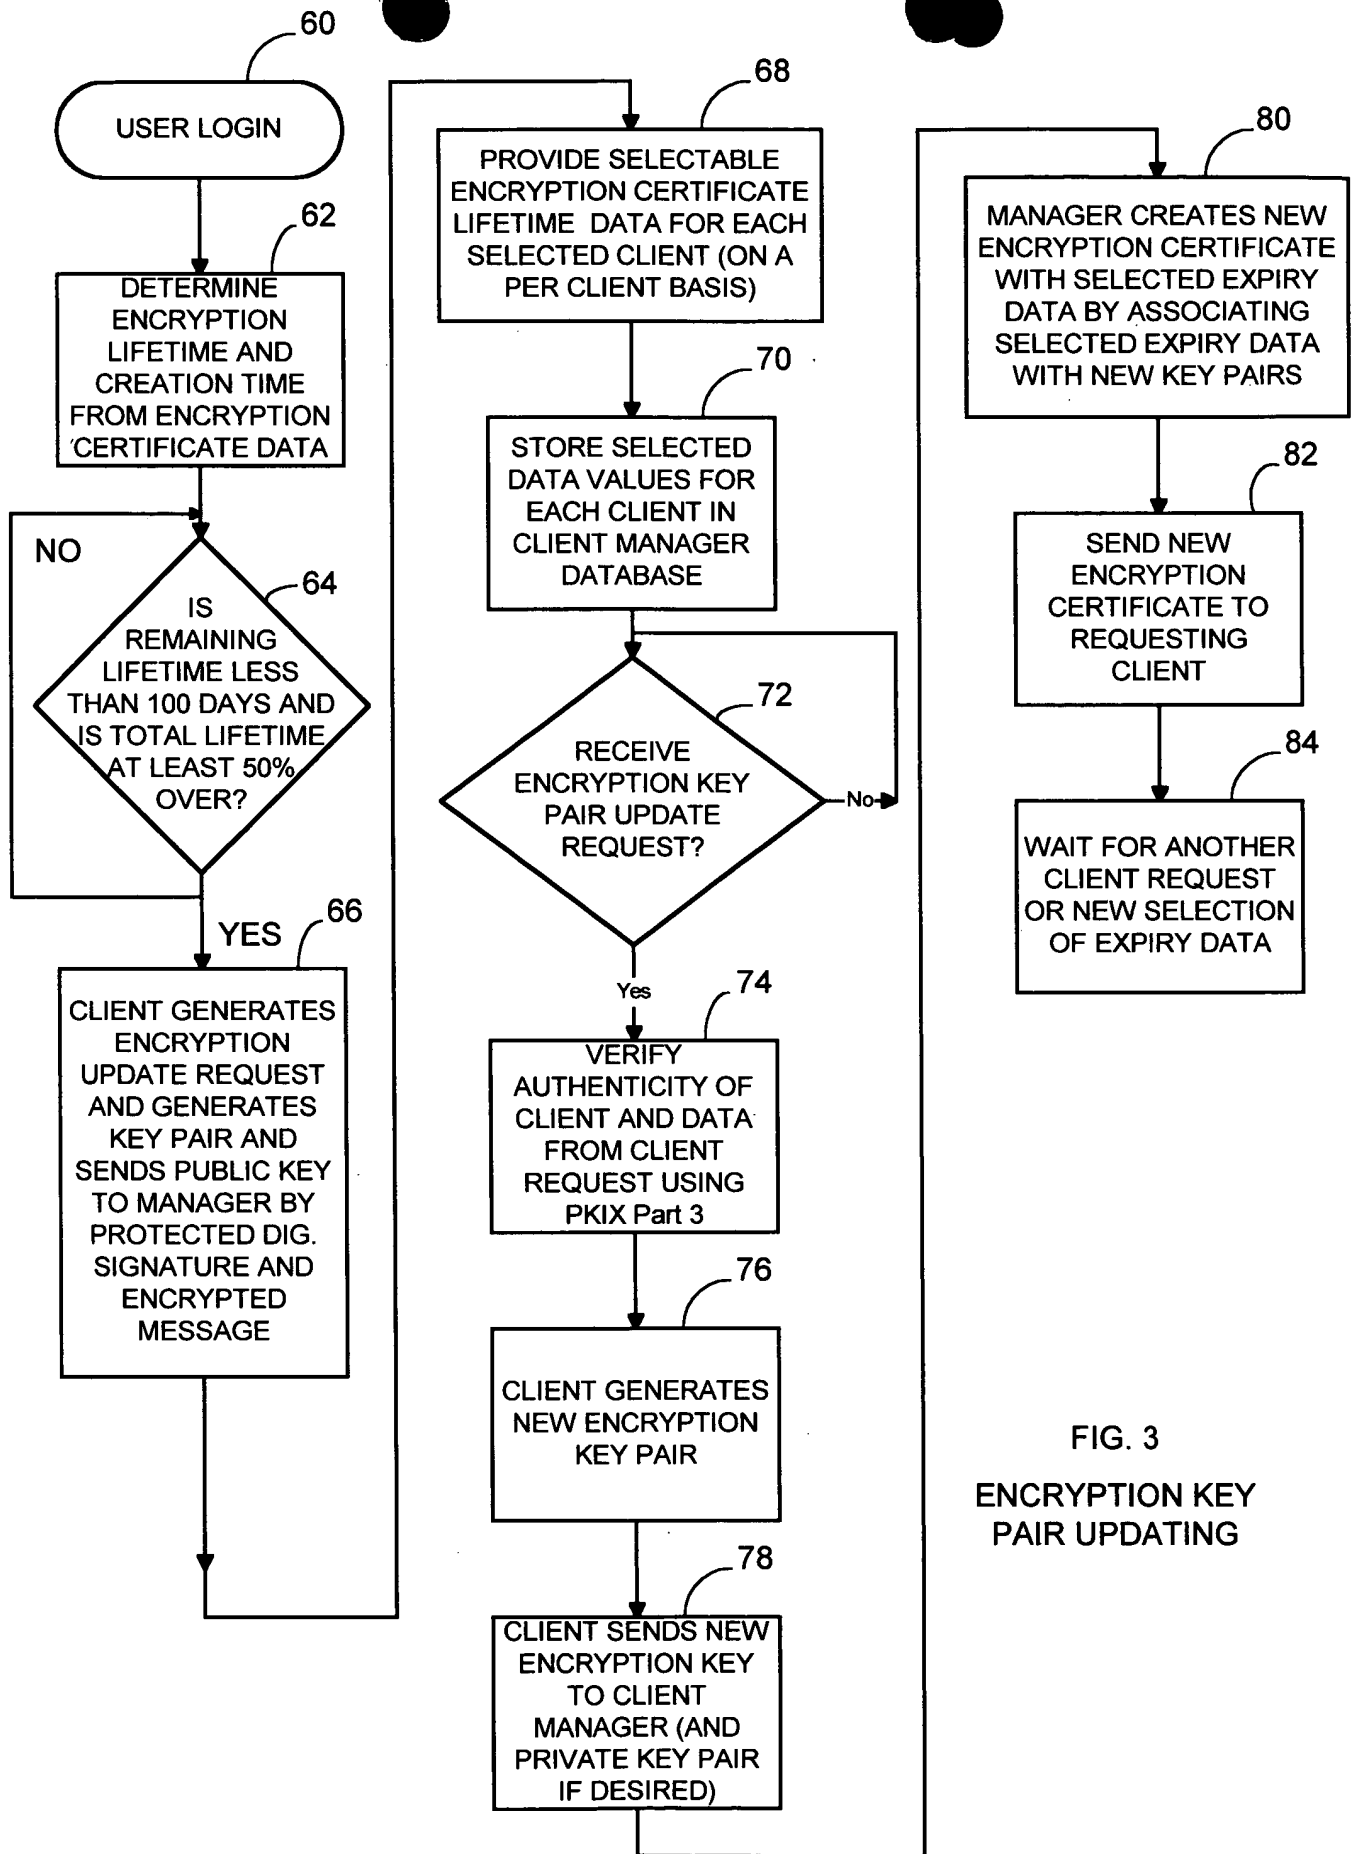 60
USER LOGIN
62
DETERMINE
ENCRYPTION
LIFETIME AND
CREATION TIME
FROM ENCRYPTION
CERTIFICATE DATA
NO
64
IS
REMAINING
LIFETIME LESS
THAN 100 DAYS AND
IS TOTAL LIFETIME
AT LEAST 50%
OVER?
YES
66
CLIENT GENERATES
ENCRYPTION
UPDATE REQUEST
AND GENERATES
KEY PAIR AND
SENDS PUBLIC KEY
TO MANAGER BY
PROTECTED DIG.
SIGNATURE AND
ENCRYPTED
MESSAGE
68
PROVIDE SELECTABLE
ENCRYPTION CERTIFICATE
LIFETIME DATA FOR EACH
SELECTED CLIENT (ON A
PER CLIENT BASIS)
70
STORE SELECTED
DATA VALUES FOR
EACH CLIENT IN
CLIENT MANAGER
DATABASE
72
RECEIVE
ENCRYPTION KEY
PAIR UPDATE
REQUEST?
No
Yes
74
VERIFY
AUTHENTICITY OF
CLIENT AND DATA
FROM CLIENT
REQUEST USING
PKIX Part 3
76
CLIENT GENERATES
NEW ENCRYPTION
KEY PAIR
78
CLIENT SENDS NEW
ENCRYPTION KEY
TO CLIENT
MANAGER (AND
PRIVATE KEY PAIR
IF DESIRED)
80
MANAGER CREATES NEW
ENCRYPTION CERTIFICATE
WITH SELECTED EXPIRY
DATA BY ASSOCIATING
SELECTED EXPIRY DATA
WITH NEW KEY PAIRS
82
SEND NEW
ENCRYPTION
CERTIFICATE TO
REQUESTING
CLIENT
84
WAIT FOR ANOTHER
CLIENT REQUEST
OR NEW SELECTION
OF EXPIRY DATA
FIG. 3
ENCRYPTION KEY
PAIR UPDATING